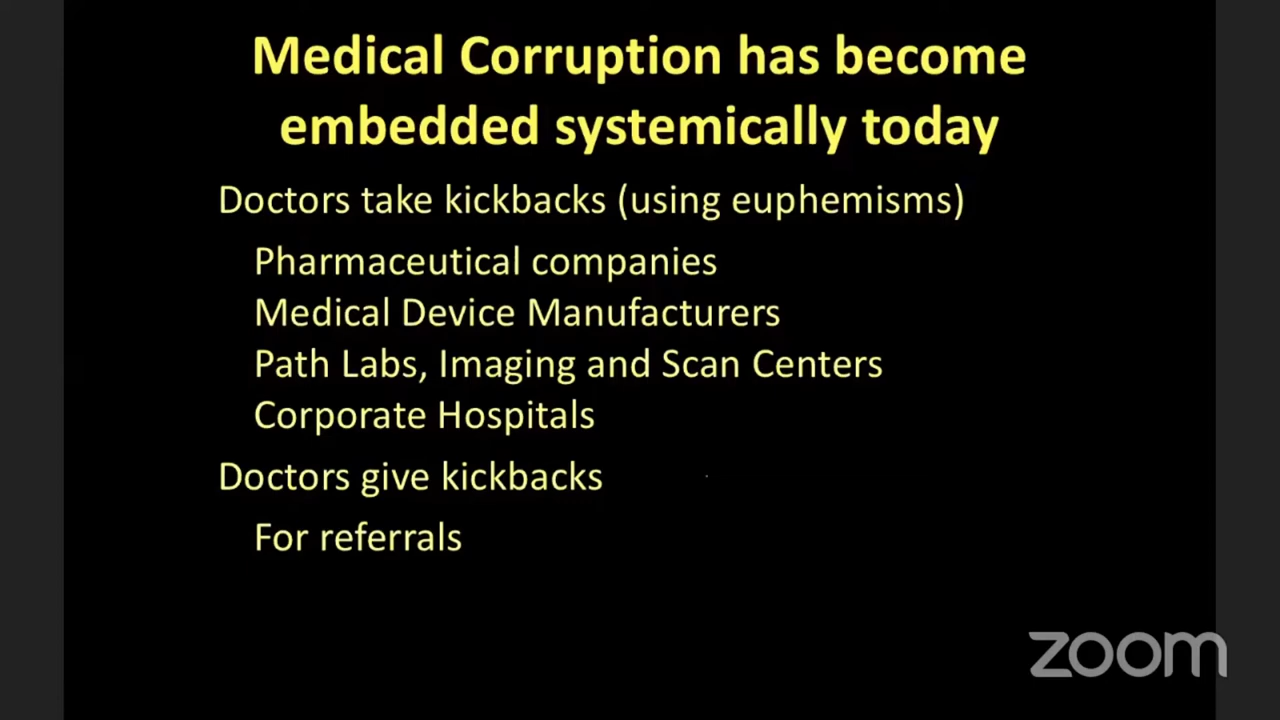 Medical Corruption has become
embedded systemically today
Doctors take kickbacks (using euphemisms)
Pharmaceutical companies
Medical Device Manufacturers
Path Labs, Imaging and Scan Centers
Corporate Hospitals
Doctors give kickbacks
For referrals
zoom